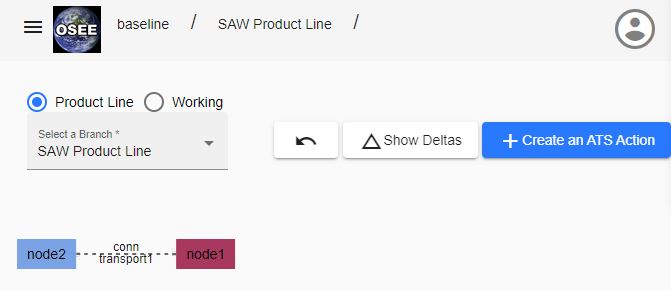 OSEE
baseline / SAW Product Line /
Product Line Working
Select a Branch *
SAW Product Line
Show Deltas
+ Create an ATS Action
node2
conn
transport1
node1